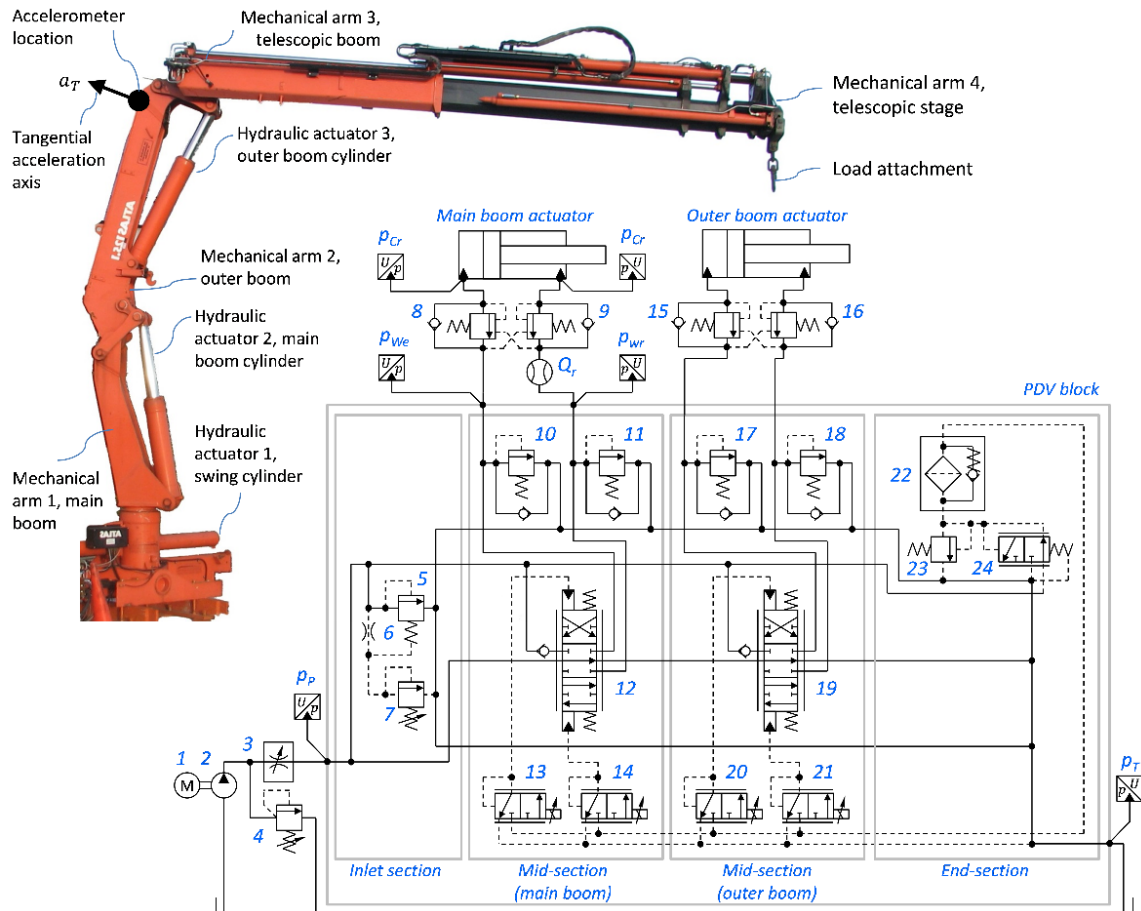 Accelerometer
location
Mechanical arm 3,
telescopic boom
a_T
Tangential
acceleration
axis
Hydraulic actuator 3,
outer boom cylinder
Mechanical arm 4,
telescopic stage
Load attachment
ATLAS 125.1
Mechanical arm 2,
outer boom
Hydraulic
actuator 2, main
boom cylinder
Hydraulic
actuator 1,
swing cylinder
Mechanical
arm 1, main
boom
ATLAS
Main boom actuator
Outer boom actuator
p_Cr
U
p
p_Cr
p
U
8
9
15
16
p_We
U
p
Q_r
p_wr
p
U
PDV block
10
11
17
18
22
23
24
5
6
7
12
19
p_P
U
p
1
2
3
M
4
13
14
20
21
p_T
p
U
Inlet section
Mid-section
(main boom)
Mid-section
(outer boom)
End-section